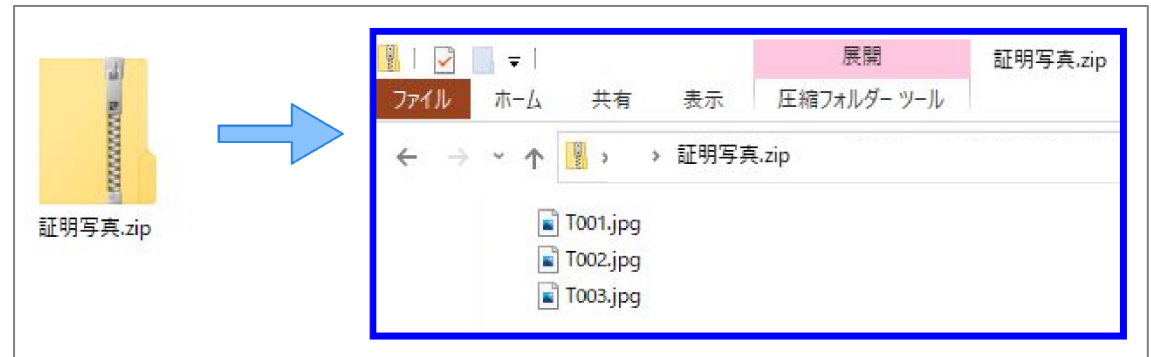 証明写真.zip
展開
証明写真.zip
ファイル ホーム 共有 表示 圧縮フォルダー ツール
証明写真.zip
T001.jpg
T002.jpg
T003.jpg